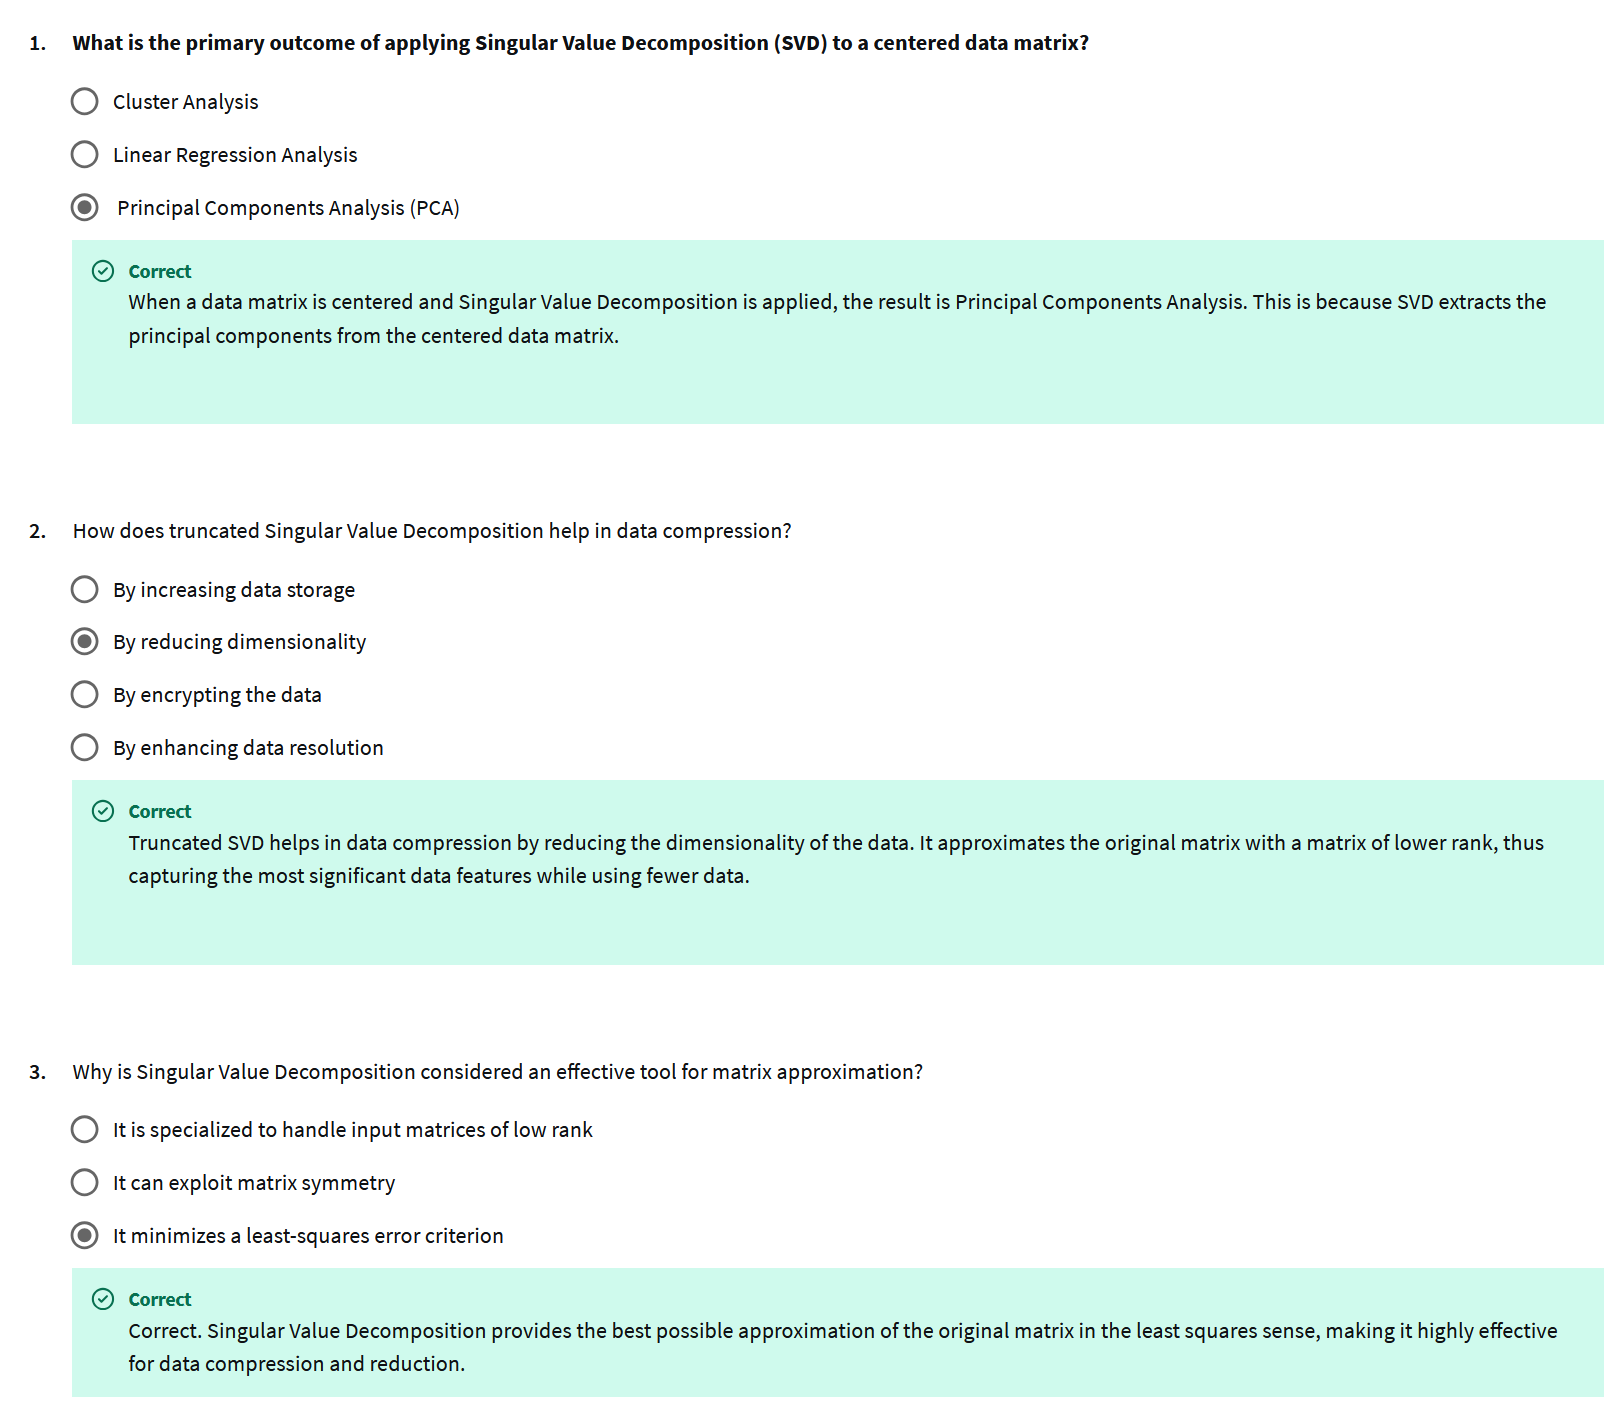 1. What is the primary outcome of applying Singular Value Decomposition (SVD) to a centered data matrix?
Cluster Analysis
Linear Regression Analysis
Principal Components Analysis (PCA)
Correct
When a data matrix is centered and Singular Value Decomposition is applied, the result is Principal Components Analysis. This is because SVD extracts the
principal components from the centered data matrix.
2. How does truncated Singular Value Decomposition help in data compression?
By increasing data storage
By reducing dimensionality
By encrypting the data
By enhancing data resolution
Correct
Truncated SVD helps in data compression by reducing the dimensionality of the data. It approximates the original matrix with a matrix of lower rank, thus
capturing the most significant data features while using fewer data.
3. Why is Singular Value Decomposition considered an effective tool for matrix approximation?
It is specialized to handle input matrices of low rank
It can exploit matrix symmetry
It minimizes a least-squares error criterion
Correct
Correct. Singular Value Decomposition provides the best possible approximation of the original matrix in the least squares sense, making it highly effective
for data compression and reduction.